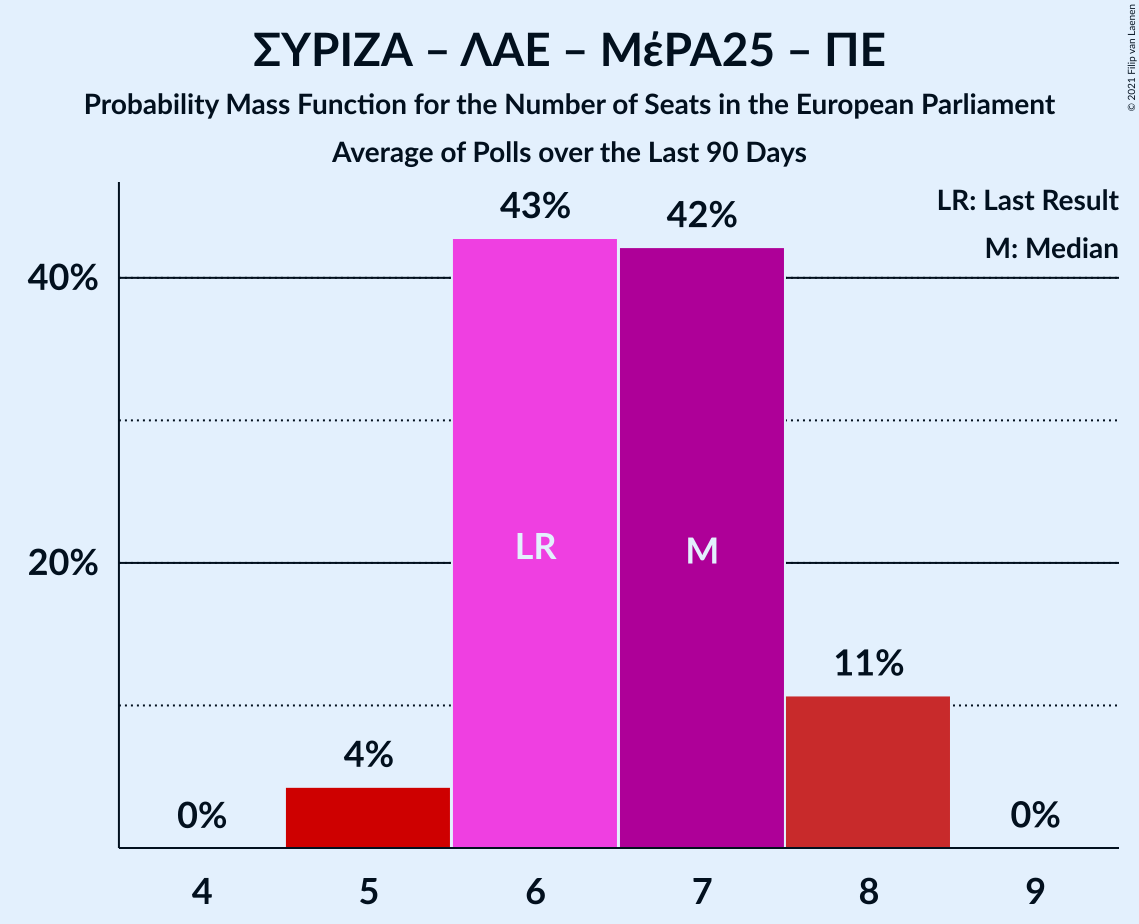 ΣΥΡΙΖΑ – ΛΑΕ – ΜέΡΑ25 – ΠΕ
Probability Mass Function for the Number of Seats in the European Parliament
Average of Polls over the Last 90 Days
© 2021 Filip van Laenen
LR: Last Result
M: Median
43%
42%
40%
LR
M
20%
11%
4%
0%
0%
4 5 6 7 8 9